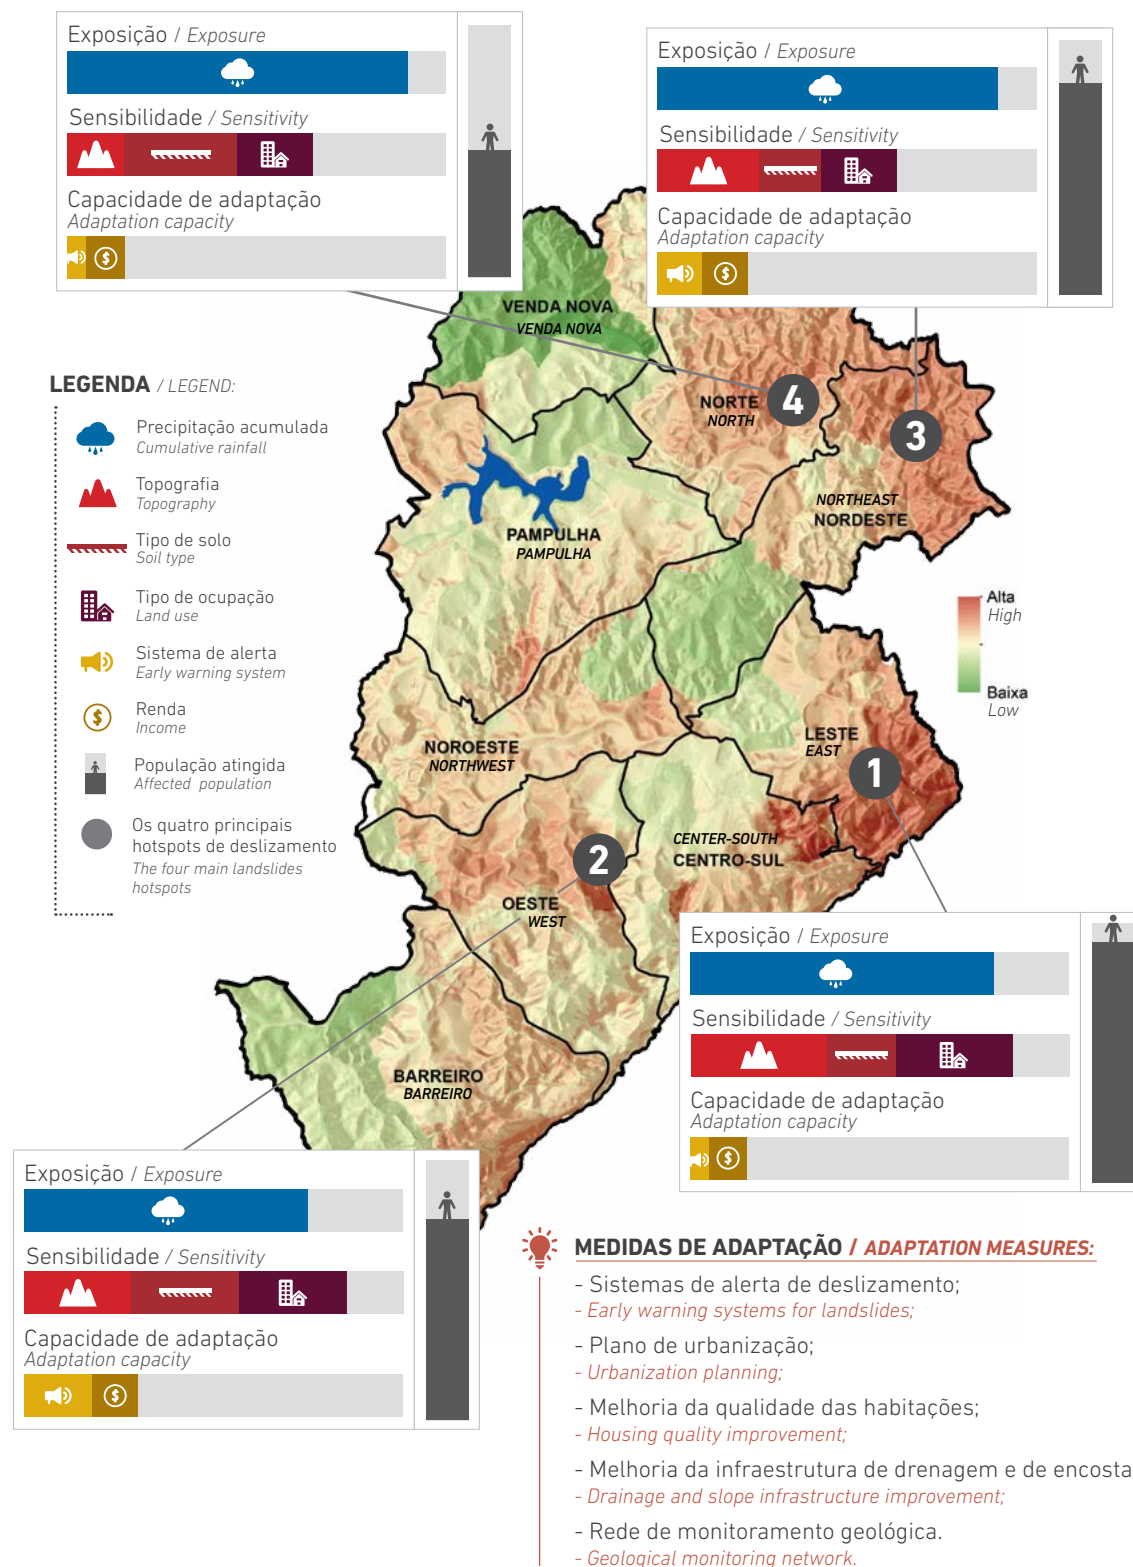 Exposição / Exposure
Sensibilidade / Sensitivity
Capacidade de adaptação
Adaptation capacity
Exposição / Exposure
Sensibilidade / Sensitivity
Capacidade de adaptação
Adaptation capacity
VENDA NOVA
VENDA NOVA
LEGENDA / LEGEND:
Precipitação acumulada
Cumulative rainfall
Topografia
Topography
Tipo de solo
Soil type
Tipo de ocupação
Land use
Sistema de alerta
Early warning system
Renda
Income
População atingida
Affected population
Os quatro principais
hotspots de deslizamento
The four main landslides
hotspots
NORTE
NORTH
4
3
NORTHEAST
NORDESTE
PAMPULHA
PAMPULHA
Alta
High
Baixa
Low
LESTE
EAST
1
NOROESTE
NORTHWEST
CENTER-SOUTH
CENTRO-SUL
2
OESTE
WEST
BARREIRO
BARREIRO
Exposição / Exposure
Sensibilidade / Sensitivity
Capacidade de adaptação
Adaptation capacity
Exposição / Exposure
Sensibilidade / Sensitivity
Capacidade de adaptação
Adaptation capacity
MEDIDAS DE ADAPTAÇÃO / ADAPTATION MEASURES:
- Sistemas de alerta de deslizamento;
- Early warning systems for landslides;
- Plano de urbanização;
- Urbanization planning;
- Melhoria da qualidade das habitações;
- Housing quality improvement;
- Melhoria da infraestrutura de drenagem e de encosta
- Drainage and slope infrastructure improvement;
- Rede de monitoramento geológica.
- Geological monitoring network.